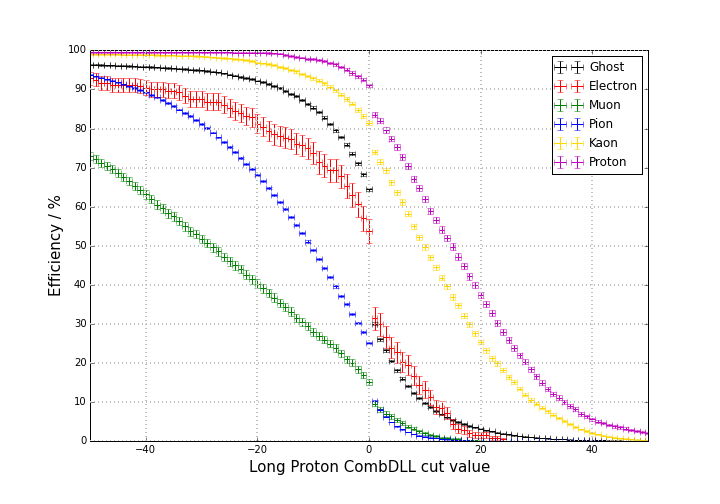 100
90
80
70
60
50
40
30
20
10
0
Efficiency / %
Ghost
Electron
Muon
Pion
Kaon
Proton
−40 −20 0 20 40
Long Proton CombDLL cut value